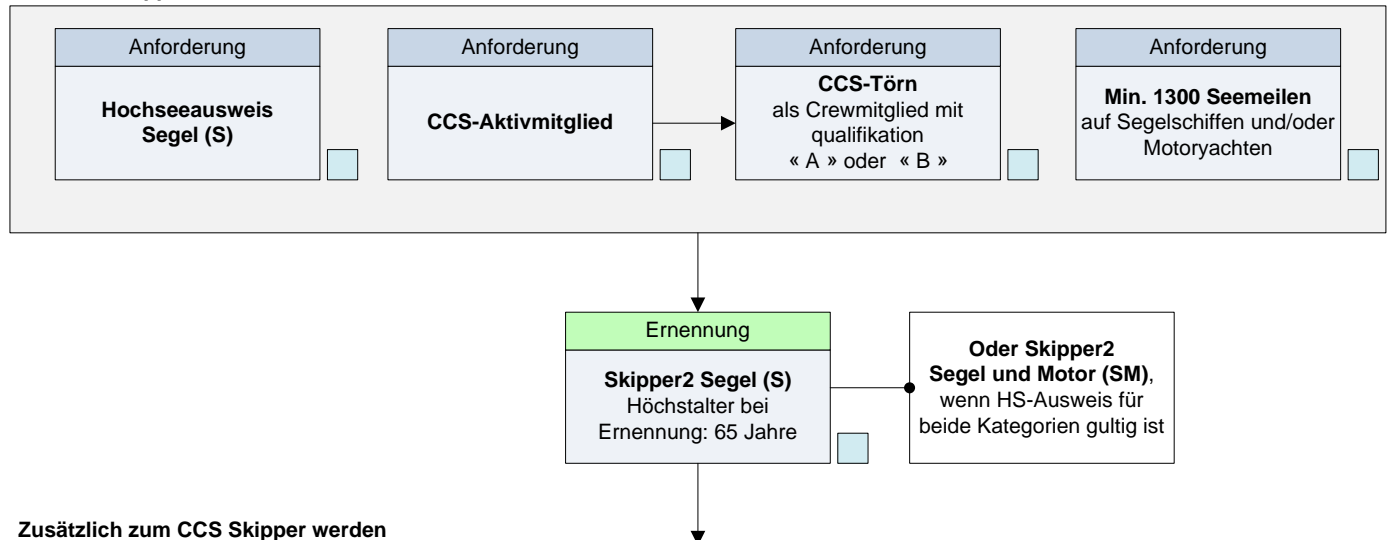 Anforderung
Hochseeausweis
Segel (S)
Anforderung
CCS-Aktivmitglied
Anforderung
CCS-Törn
als Crewmitglied mit
qualifikation
« A » oder « B »
Anforderung
Min. 1300 Seemeilen
auf Segelschiffen und/oder
Motoryachten
Ernennung
Skipper2 Segel (S)
Höchstalter bei
Ernennung: 65 Jahre
Oder Skipper2
Segel und Motor (SM),
wenn HS-Ausweis für
beide Kategorien gultig ist
Zusätzlich zum CCS Skipper werden